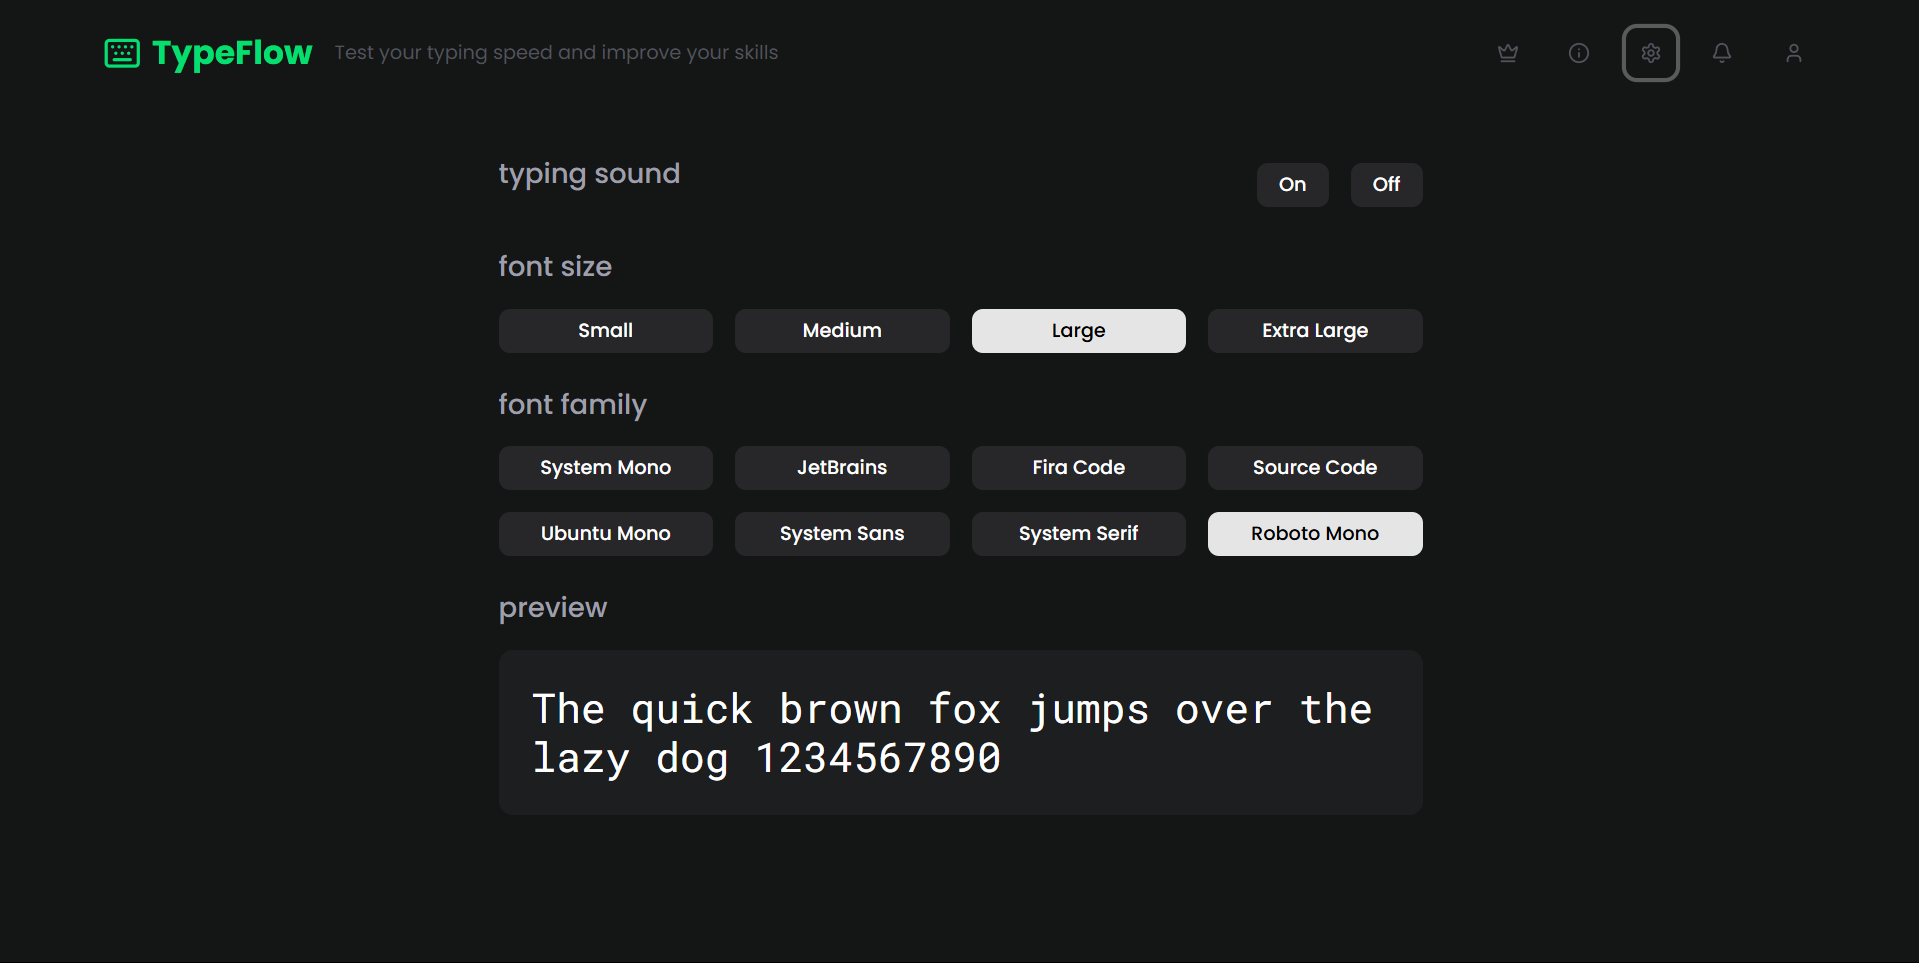 TypeFlow Test your typing speed and improve your skills
typing sound
On Off
font size
Small Medium Large Extra Large
font family
System Mono JetBrains Fira Code Source Code
Ubuntu Mono System Sans System Serif Roboto Mono
preview
The quick brown fox jumps over the
lazy dog 1234567890